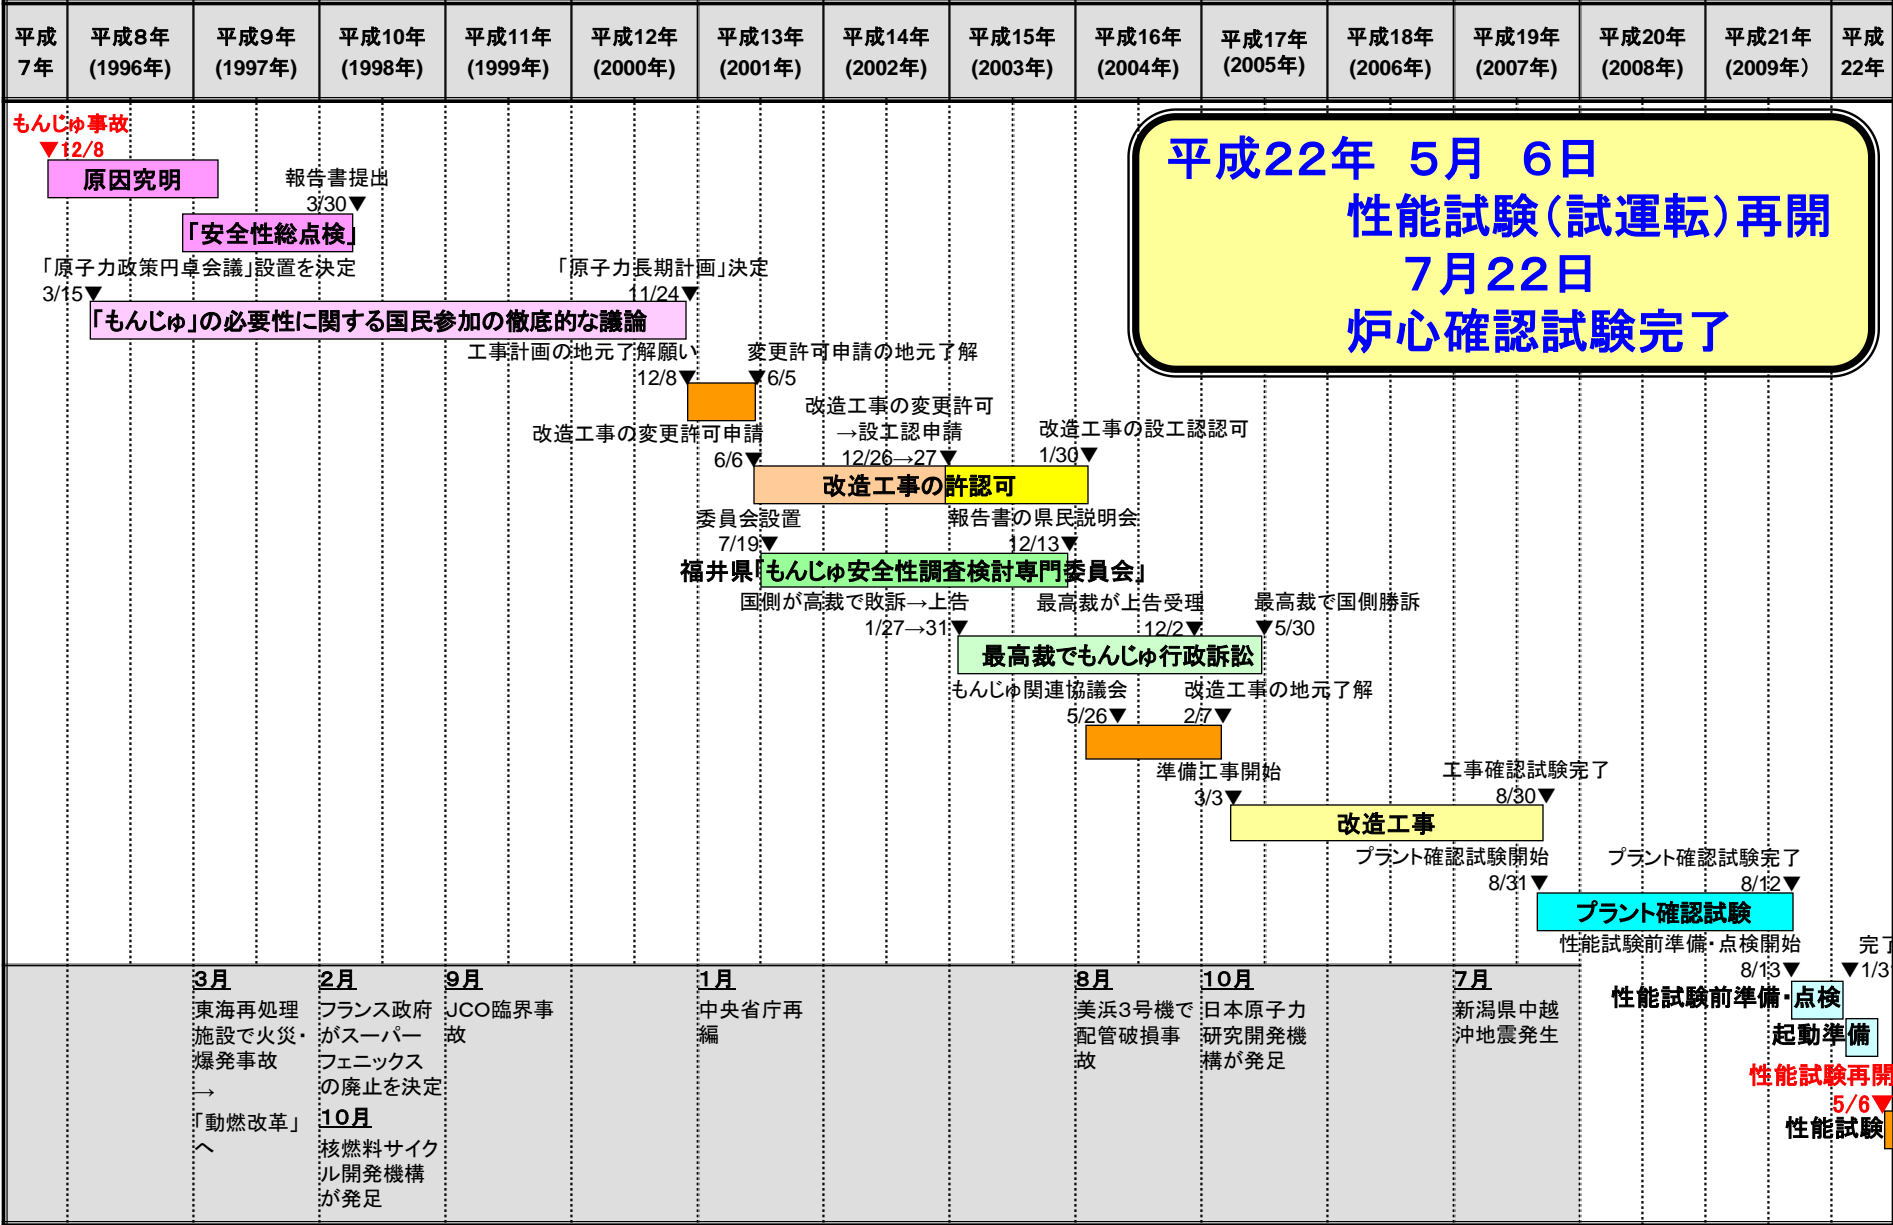 平成
7年
平成8年
(1996年)
平成9年
(1997年)
平成10年
(1998年)
平成11年
(1999年)
平成12年
(2000年)
平成13年
(2001年)
平成14年
(2002年)
平成15年
(2003年)
平成16年
(2004年)
平成17年
(2005年)
平成18年
(2006年)
平成19年
(2007年)
平成20年
(2008年)
平成21年
(2009年)
平成
22年
もんじゅ事故
▼12/8
原因究明
報告書提出
3/30▼
「安全性総点検」
平成22年 5月 6日
性能試験(試運転)再開
7月22日
炉心確認試験完了
「原子力政策円卓会議」設置を決定
3/15▼
「原子力長期計画」決定
11/24▼
「もんじゅ」の必要性に関する国民参加の徹底的な議論
工事計画の地元了解願い
12/8▼
変更許可申請の地元了解
▼6/5
改造工事の変更許可申請
6/6▼
改造工事の変更許可
→設工認申請
12/26→27▼
改造工事の設工認認可
1/30▼
改造工事の許認可
委員会設置
7/19▼
報告書の県民説明会
12/13▼
福井県「もんじゅ安全性調査検討専門委員会」
国側が高裁で敗訴→上告
1/27→31▼
最高裁が上告受理
12/2▼
最高裁で国側勝訴
▼5/30
最高裁でもんじゅ行政訴訟
もんじゅ関連協議会
5/26▼
改造工事の地元了解
2/7▼
準備工事開始
3/3▼
工事確認試験完了
8/30▼
改造工事
プラント確認試験開始
8/31▼
プラント確認試験完了
8/12▼
プラント確認試験
性能試験前準備・点検開始
8/13▼
完了
▼1/3
性能試験前準備・点検
起動準備
性能試験再開
5/6▼
性能試験
3月
東海再処理
施設で火災・
爆発事故
→
「動燃改革」
へ
2月
フランス政府
がスーパー
フェニックス
の廃止を決定
10月
核燃料サイク
ル開発機構
が発足
9月
JCO臨界事
故
1月
中央省庁再
編
8月
美浜3号機で
配管破損事
故
10月
日本原子力
研究開発機
構が発足
7月
新潟県中越
沖地震発生